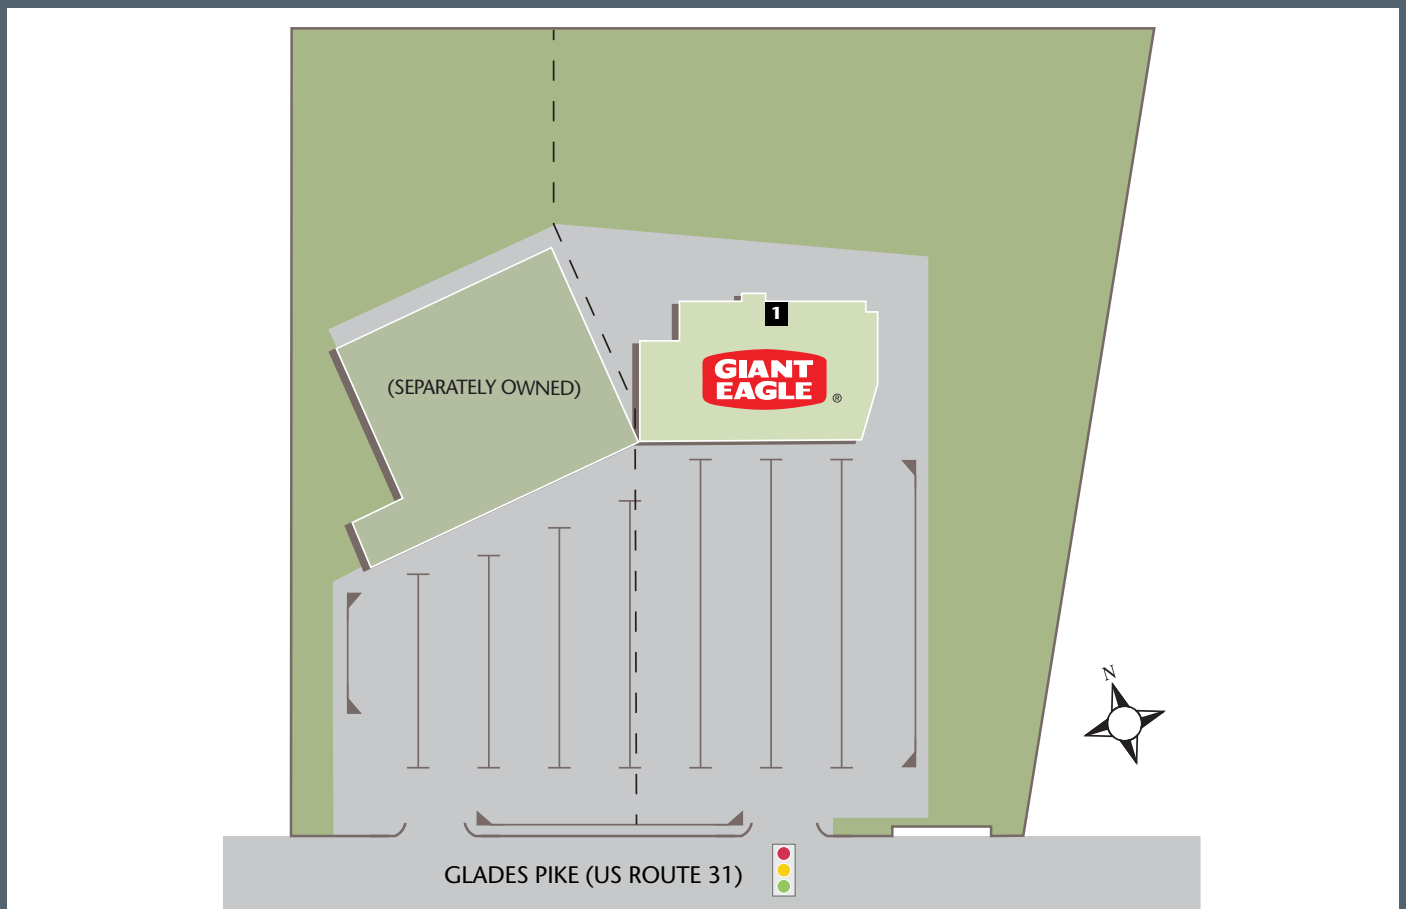 1
GIANT
EAGLE
®
(SEPARATELY OWNED)
N
GLADES PIKE (US ROUTE 31)